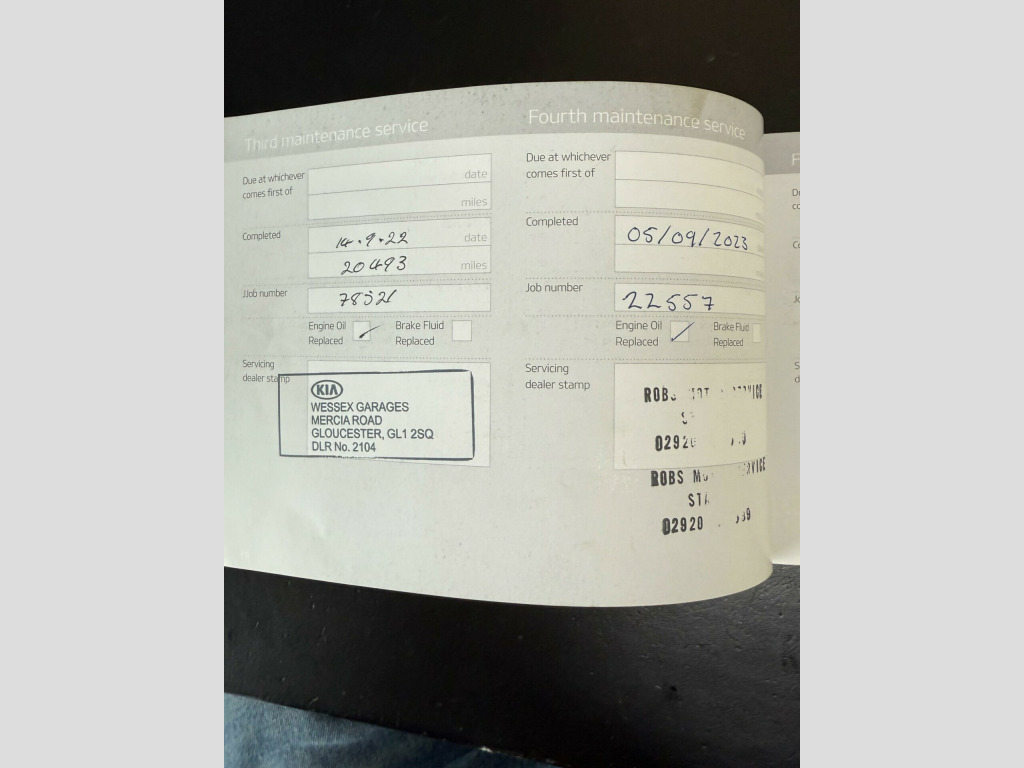 Third maintenance service
Due at whichever
comes first of
date
miles
Completed
14.9.22 date
20493 miles
JJob number
Engine Oil
Replaced
Brake Fluid
Replaced
Servicing
dealer stamp
KIA
WESSEX GARAGES
MERCIA ROAD
GLOUCESTER, GL1 2SQ
DLR No. 2104
Fourth maintenance service
Due at whichever
comes first of
Completed
05/09/2023
Job number
22557
Engine Oil
Replaced
Brake Fluid
Replaced
Servicing
dealer stamp
ROBS
02920
ROBS
02920